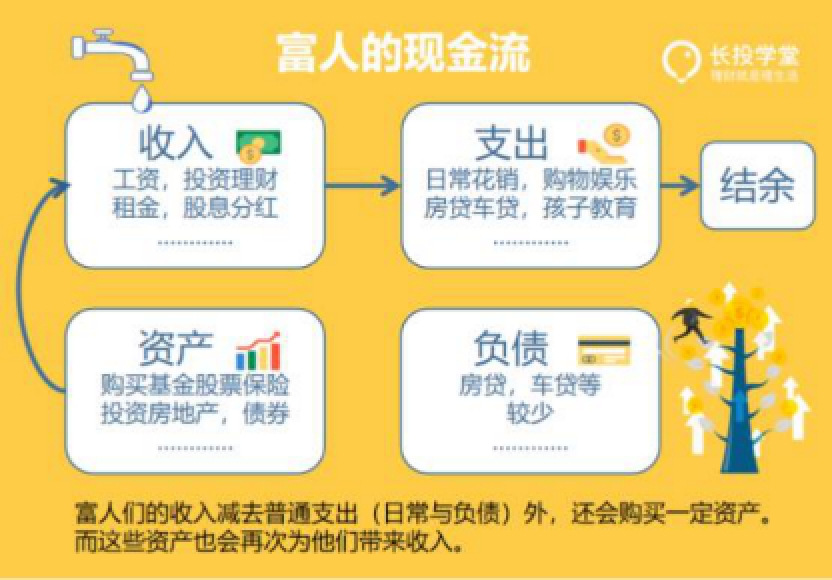 富人的现金流
长投学堂
理财就是理生活
收入
工资，投资理财
租金，股息分红
............
支出
日常花销，购物娱乐
房贷车贷，孩子教育
............
结余
资产
购买基金股票保险
投资房地产，债券
............
负债
房贷，车贷等
较少
............
富人们的收入减去普通支出（日常与负债）外，还会购买一定资产。
而这些资产也会再次为他们带来收入。